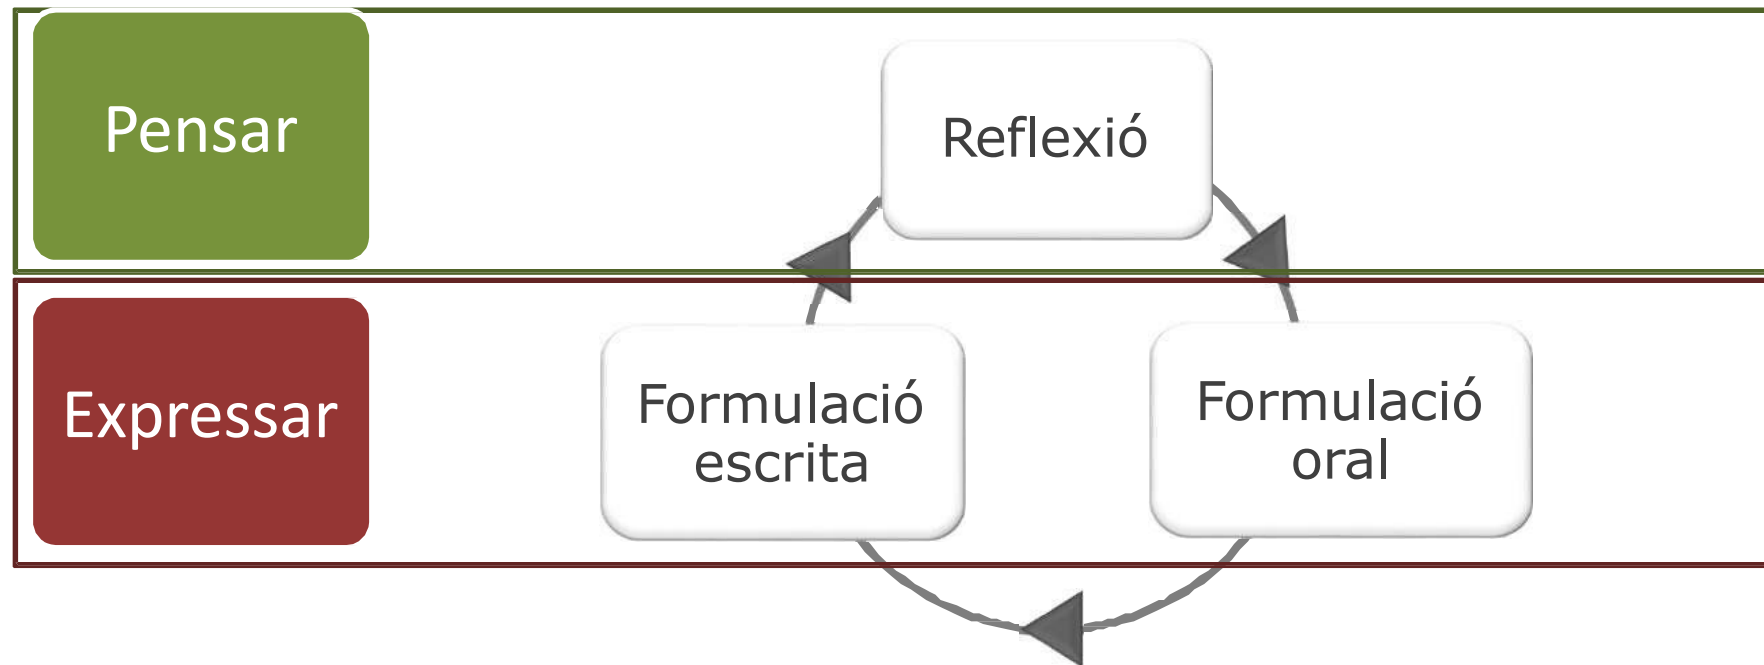 Pensar
Reflexió
Expressar
Formulació
escrita
Formulació
oral